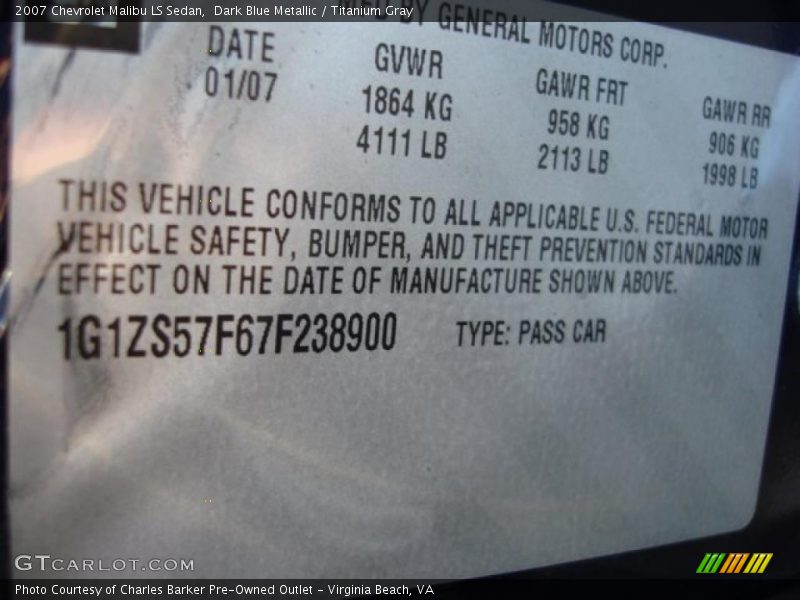 2007 Chevrolet Malibu LS Sedan,  Dark Blue Metallic / Titanium Gray
BY GENERAL MOTORS CORP.
DATE GVWR GAWR FRT GAWR RR
01/07 1864 KG 958 KG 906 KG
4111 LB 2113 LB 1998 LB
THIS VEHICLE CONFORMS TO ALL APPLICABLE U.S. FEDERAL MOTOR
VEHICLE SAFETY, BUMPER, AND THEFT PREVENTION STANDARDS IN
EFFECT ON THE DATE OF MANUFACTURE SHOWN ABOVE.
1G1ZS57F67F238900 TYPE: PASS CAR
GTCARLOT.COM
Photo Courtesy of Charles Barker Pre-Owned Outlet - Virginia Beach, VA